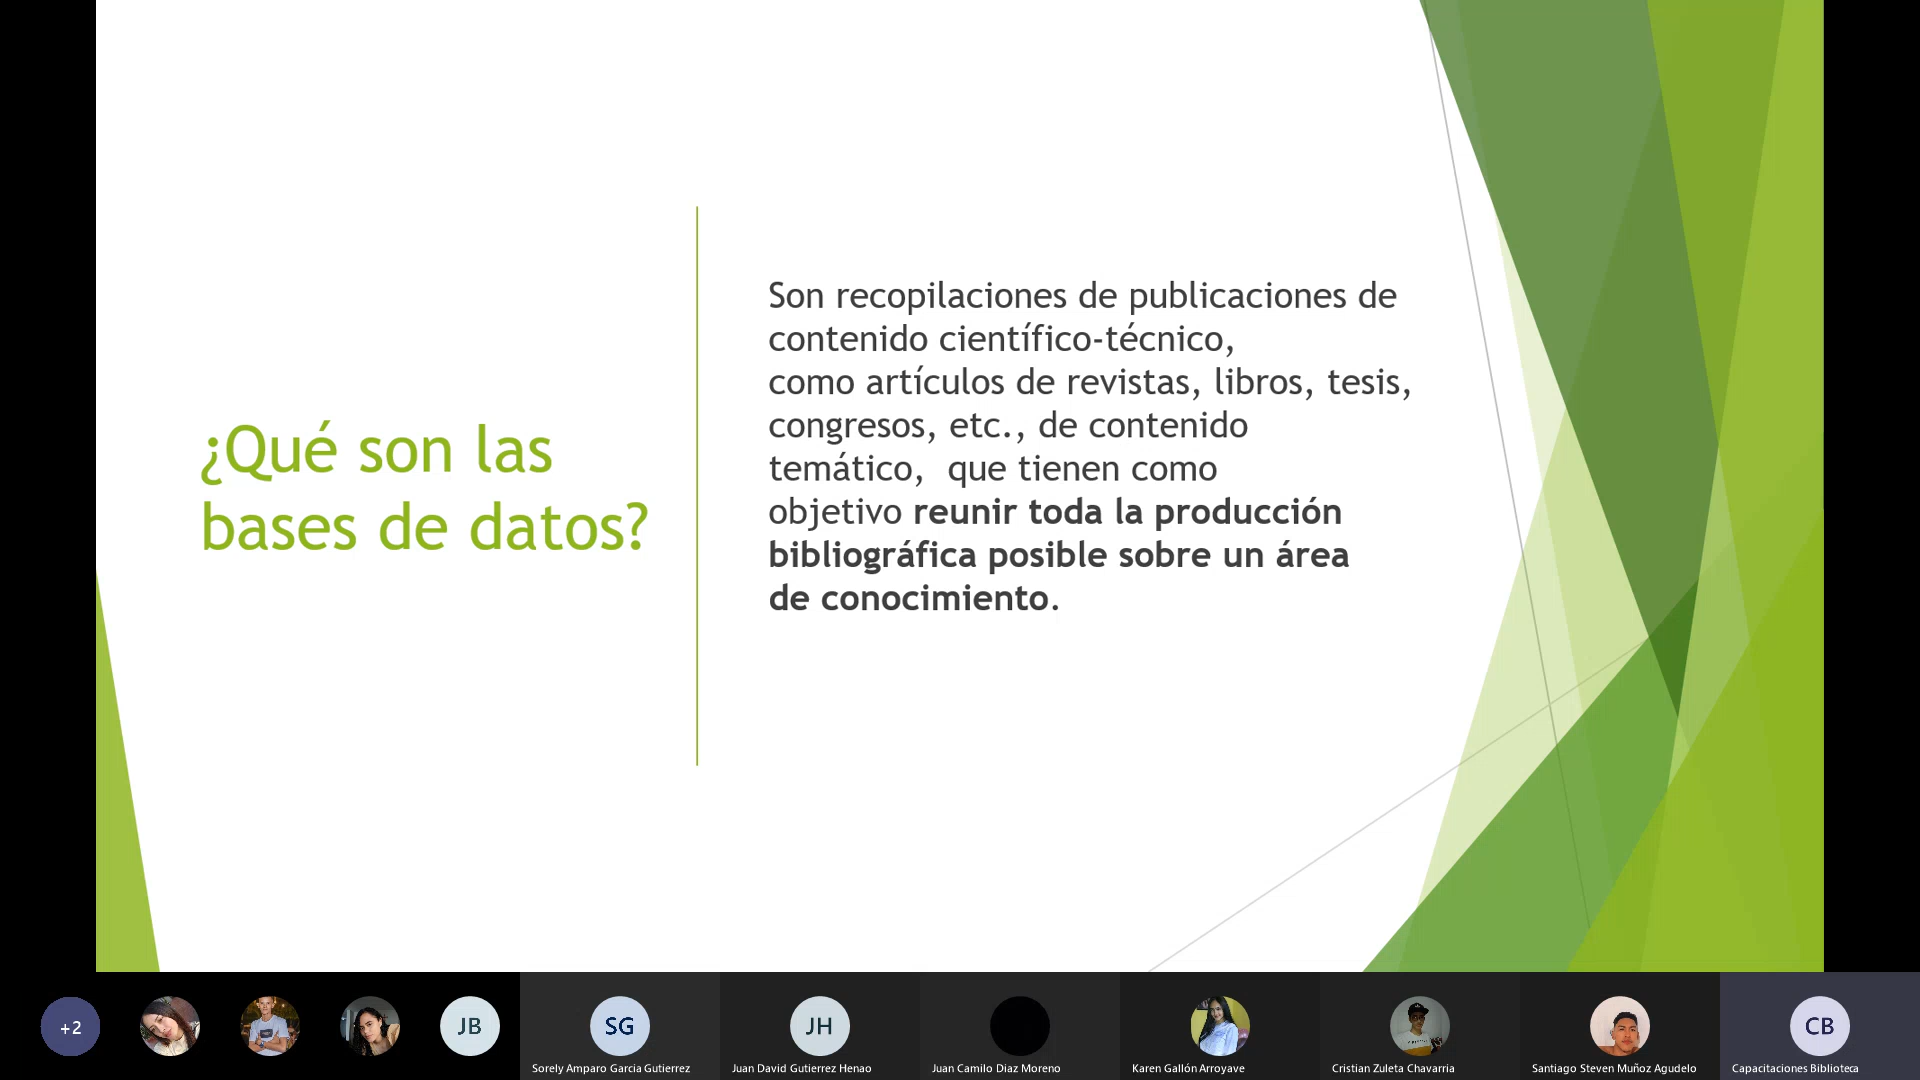 ¿Qué son las
bases de datos?
Son recopilaciones de publicaciones de
contenido científico-técnico,
como artículos de revistas, libros, tesis,
congresos, etc., de contenido
temático,  que tienen como
objetivo reunir toda la producción
bibliográfica posible sobre un área
de conocimiento.
+2
JB
SG
Sorely Amparo Garcia Gutierrez
JH
Juan David Gutierrez Henao
Juan Camilo Diaz Moreno
Karen Gallón Arroyave
Cristian Zuleta Chavarria
Santiago Steven Muñoz Agudelo
CB
Capacitaciones Biblioteca